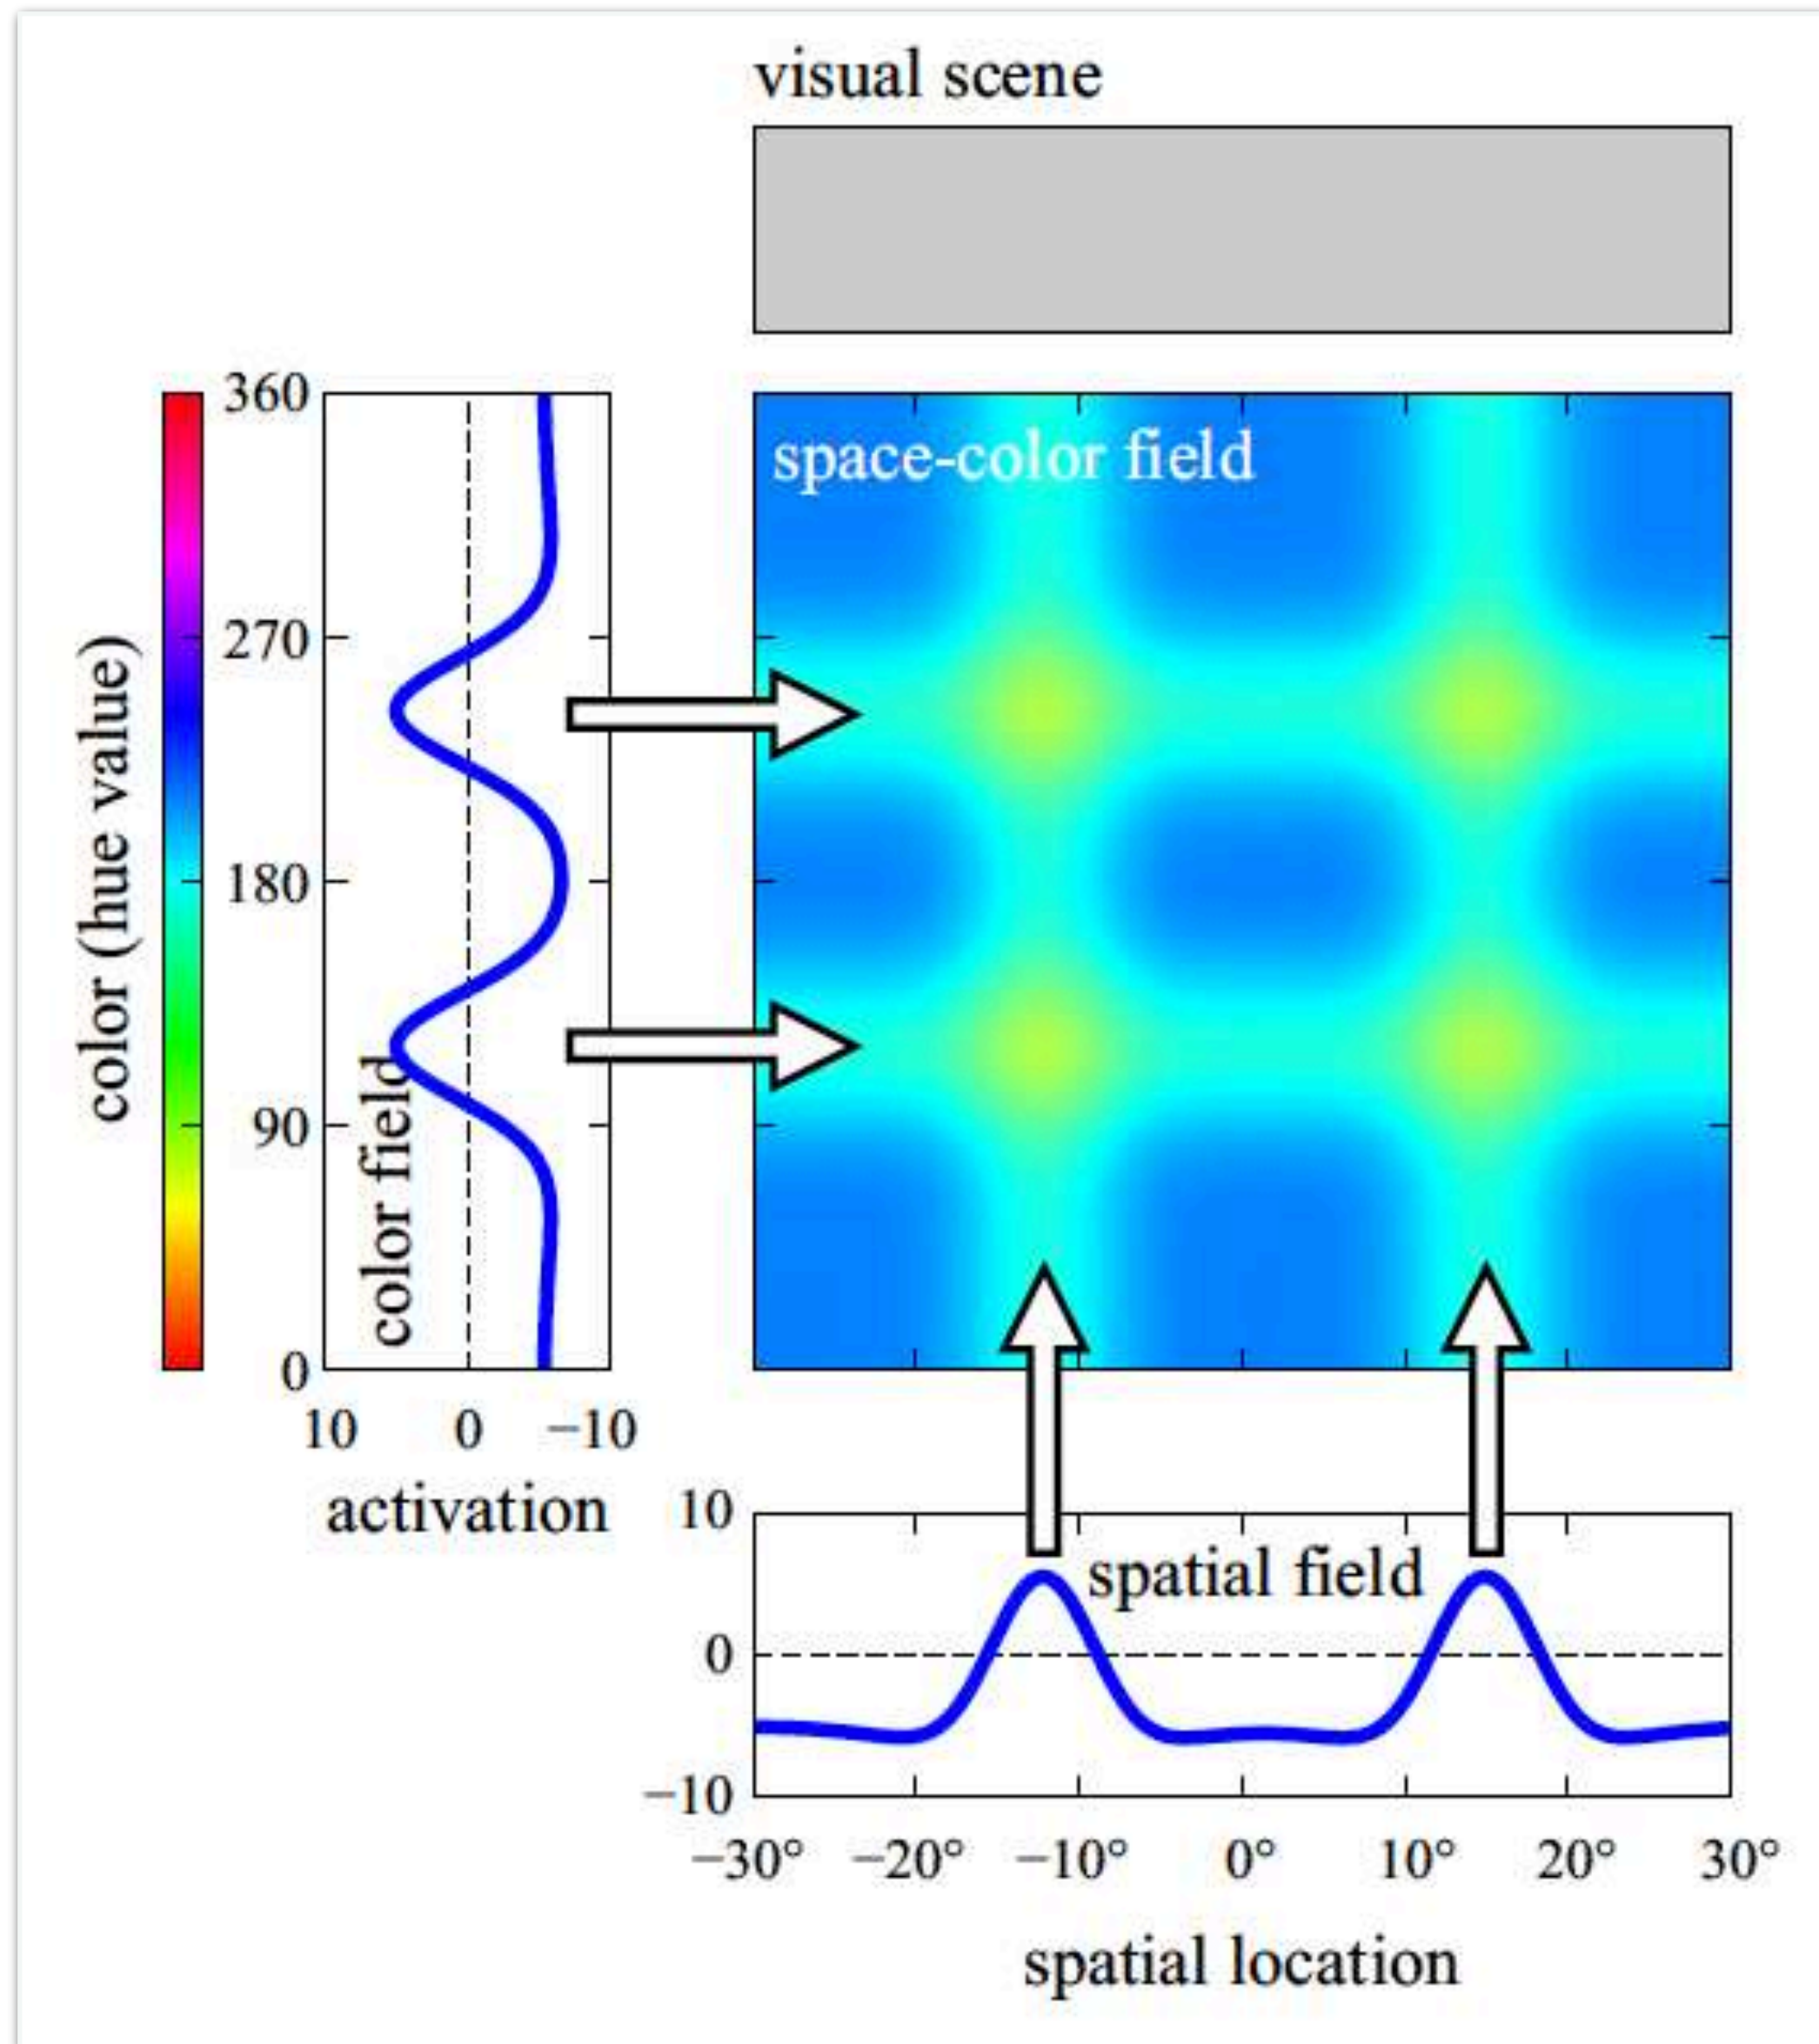 visual scene
space-color field
color (hue value)
360
270
180
90
0
color field
10 0 −10
activation
10
0
−10
spatial field
−30° −20° −10° 0° 10° 20° 30°
spatial location